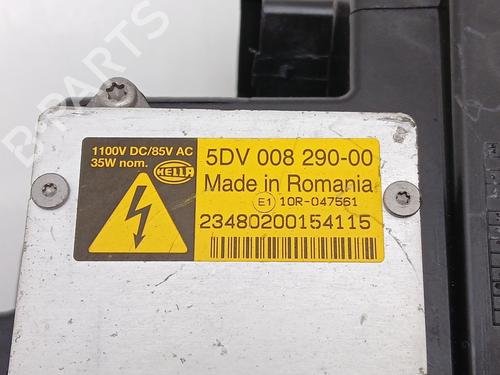 1100V DC/85V AC
35W nom.
HELLA
5DV 008 290-00
Made in Romania
E1 10R-047561
23480200154115
B-PARTS